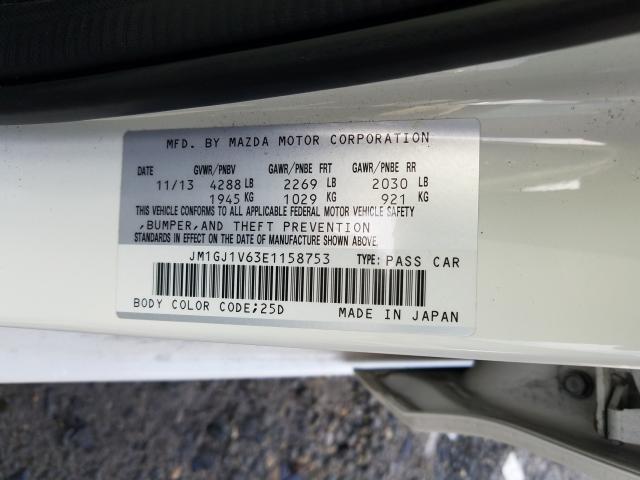 MFD. BY MAZDA MOTOR CORPORATION
DATE GVWR/PNBV GAWR/PNBE FRT GAWR/PNBE RR
11/13 4288 LB 2269 LB 2030 LB
1945 KG 1029 KG 921 KG
THIS VEHICLE CONFORMS TO ALL APPLICABLE FEDERAL MOTOR VEHICLE SAFETY
,BUMPER,AND THEFT PREVENTION
STANDARDS IN EFFECT ON THE DATE OF MANUFACTURE SHOWN ABOVE.
JM1GJ1V63E1158753 TYPE: PASS CAR
BODY COLOR CODE;25D MADE IN JAPAN